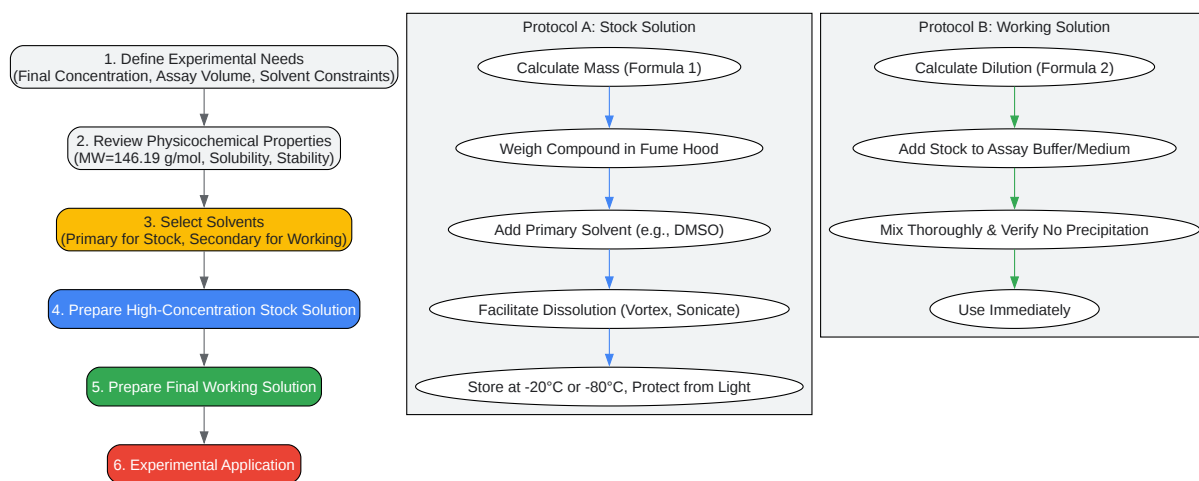 1. Define Experimental Needs
(Final Concentration, Assay Volume, Solvent Constraints)
2. Review Physicochemical Properties
(MW=146.19 g/mol, Solubility, Stability)
3. Select Solvents
(Primary for Stock, Secondary for Working)
4. Prepare High-Concentration Stock Solution
5. Prepare Final Working Solution
6. Experimental Application
Protocol A: Stock Solution
Calculate Mass (Formula 1)
Weigh Compound in Fume Hood
Add Primary Solvent (e.g., DMSO)
Facilitate Dissolution (Vortex, Sonicate)
Store at -20°C or -80°C, Protect from Light
Protocol B: Working Solution
Calculate Dilution (Formula 2)
Add Stock to Assay Buffer/Medium
Mix Thoroughly & Verify No Precipitation
Use Immediately